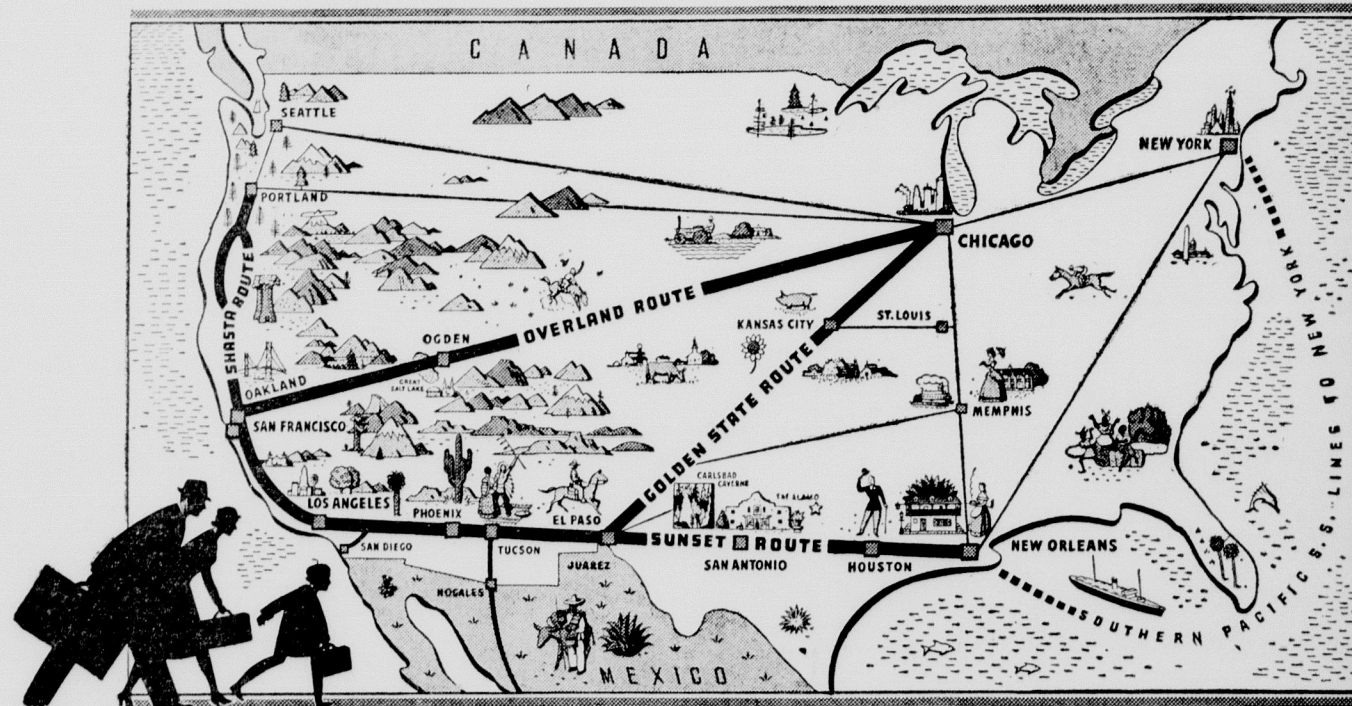 CANADA
SEATTLE
NEW YORK
PORTLAND
CHICAGO
SHASTA ROUTE
OVERLAND ROUTE
KANSAS CITY
ST. LOUIS
OGDEN
GREAT
SALT LAKE
OAKLAND
SAN FRANCISCO
MEMPHIS
GOLDEN STATE ROUTE
CARLSBAD
CAVERNS
THE ALAMO
LOS ANGELES
PHOENIX
EL PASO
SUNSET ROUTE
SAN DIEGO
TUCSON
JUAREZ
SAN ANTONIO
HOUSTON
NEW ORLEANS
NOGALES
SOUTHERN PACIFIC'S S.S. LINES TO NEW YORK
MEXICO